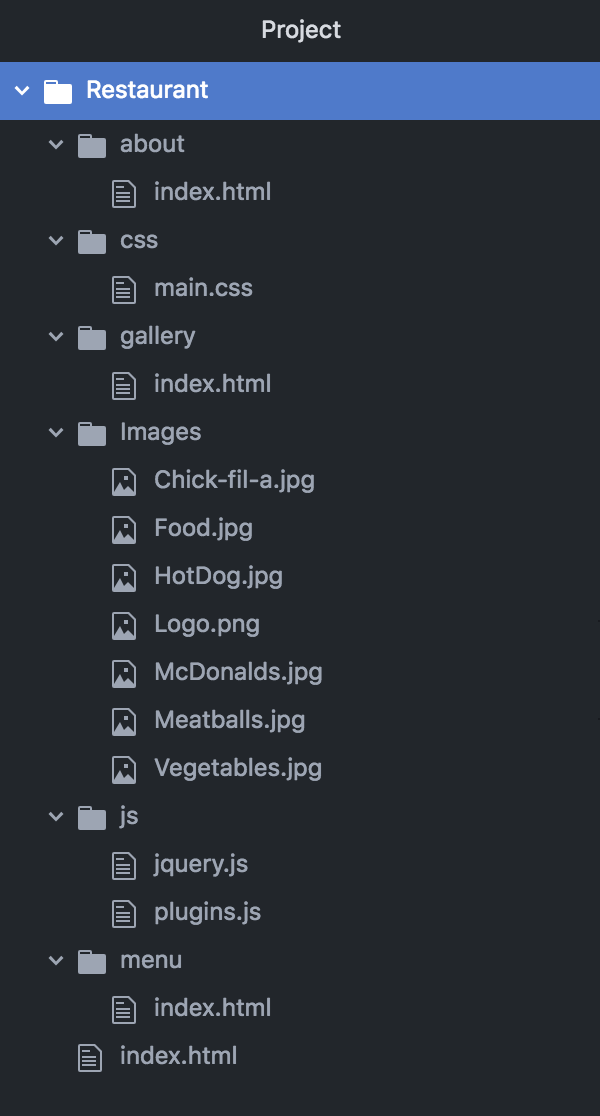 Project
Restaurant
about
index.html
css
main.css
gallery
index.html
Images
Chick-fil-a.jpg
Food.jpg
HotDog.jpg
Logo.png
McDonalds.jpg
Meatballs.jpg
Vegetables.jpg
js
jquery.js
plugins.js
menu
index.html
index.html